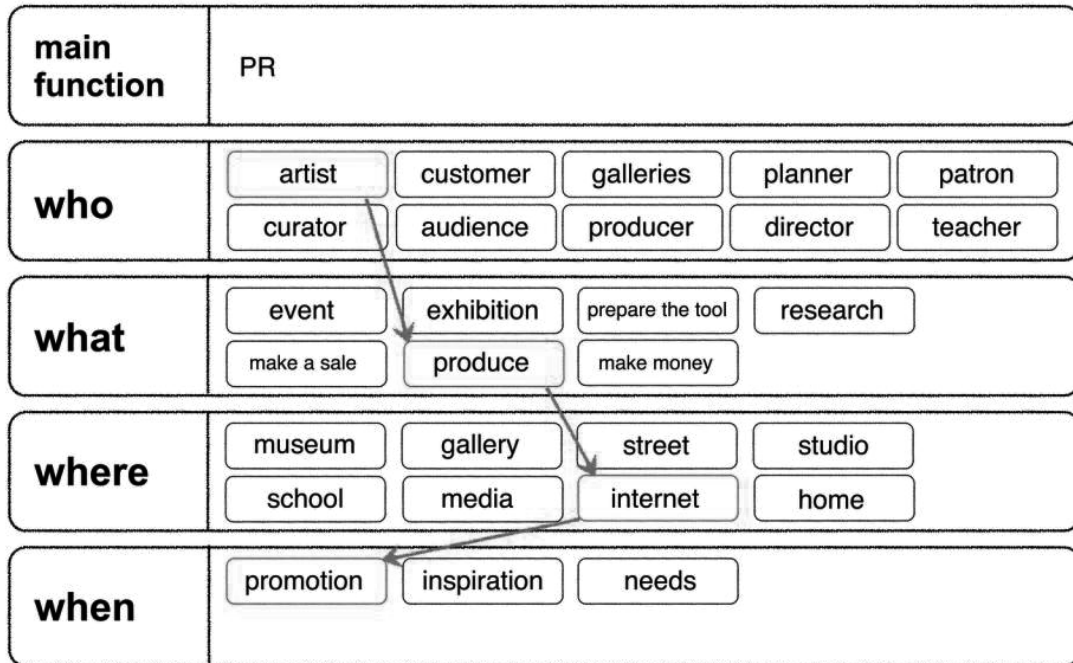 main
function
PR
who
artist customer galleries planner patron
curator audience producer director teacher
what
event exhibition prepare the tool research
make a sale produce make money
where
museum gallery street studio
school media internet home
when
promotion inspiration needs